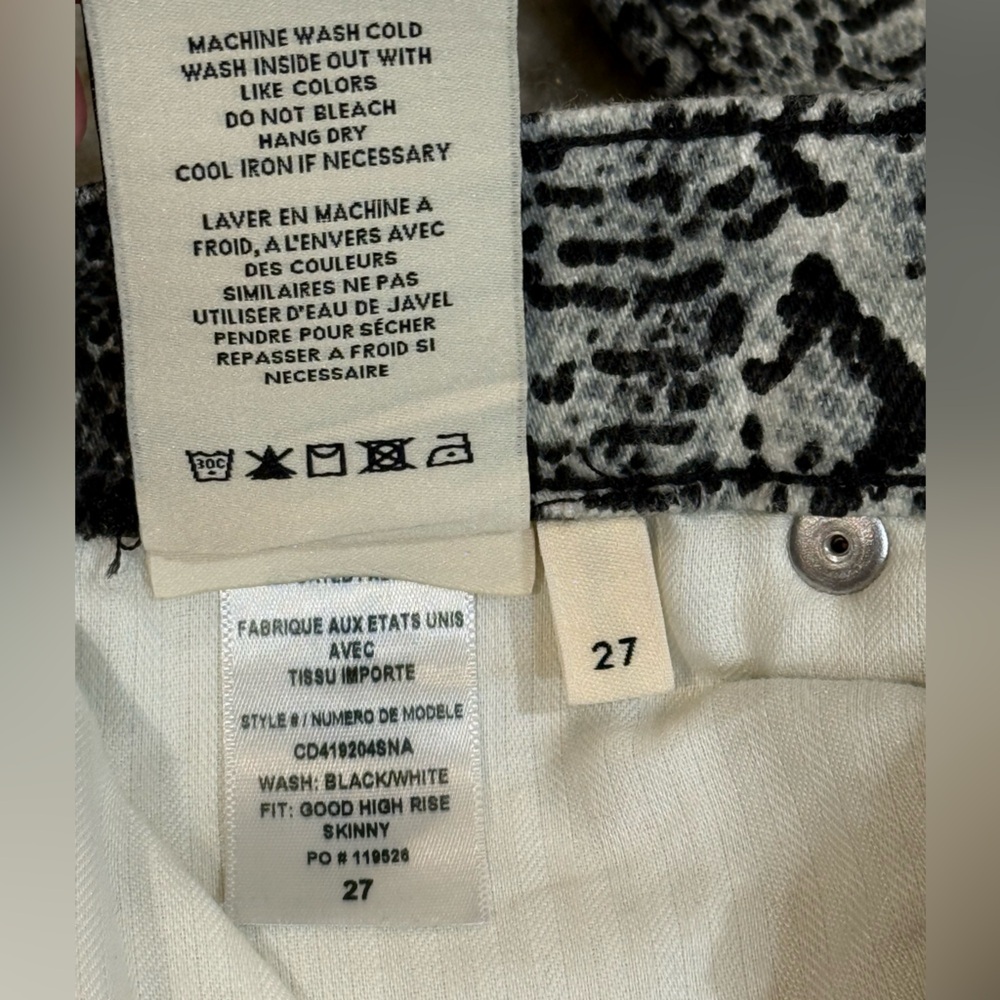 MACHINE WASH COLD
WASH INSIDE OUT WITH
LIKE COLORS
DO NOT BLEACH
HANG DRY
COOL IRON IF NECESSARY
LAVER EN MACHINE A
FROID, A L'ENVERS AVEC
DES COULEURS
SIMILAIRES NE PAS
UTILISER D'EAU DE JAVEL
PENDRE POUR SÉCHER
REPASSER A FROID SI
NECESSAIRE
30C
FABRIQUE AUX ETATS UNIS
AVEC
TISSU IMPORTE
STYLE # / NUMERO DE MODELE
CD419204SNA
WASH: BLACK/WHITE
FIT: GOOD HIGH RISE
SKINNY
PO # 119526
27
27